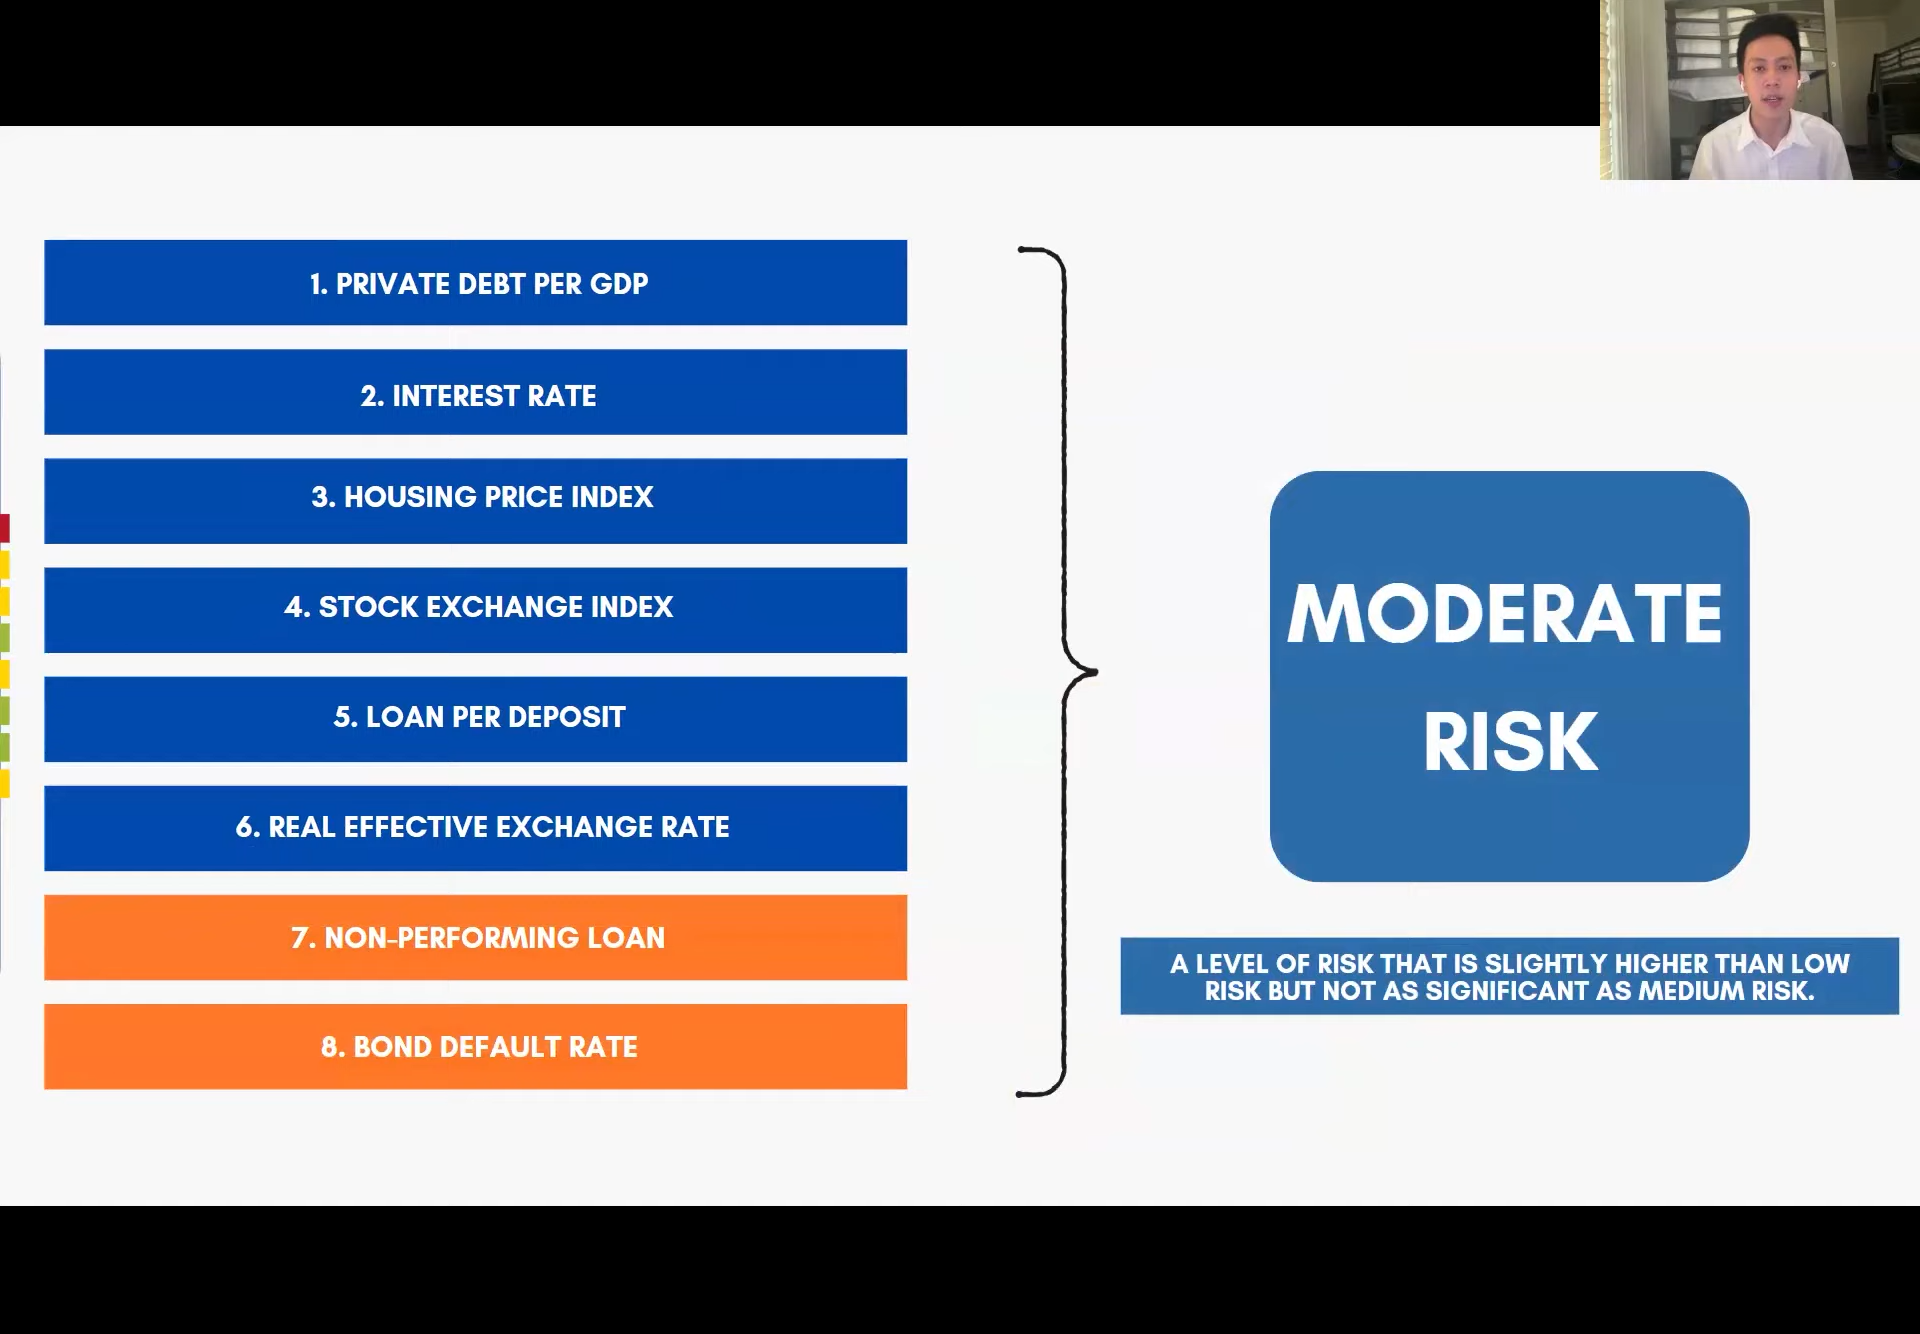 1. PRIVATE DEBT PER GDP
2. INTEREST RATE
3. HOUSING PRICE INDEX
4. STOCK EXCHANGE INDEX
5. LOAN PER DEPOSIT
6. REAL EFFECTIVE EXCHANGE RATE
7. NON-PERFORMING LOAN
8. BOND DEFAULT RATE
MODERATE
RISK
A LEVEL OF RISK THAT IS SLIGHTLY HIGHER THAN LOW
RISK BUT NOT AS SIGNIFICANT AS MEDIUM RISK.